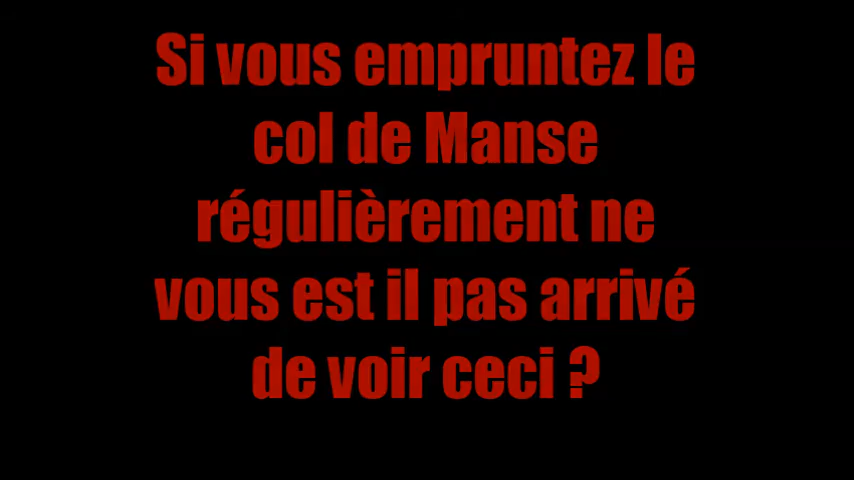 Si vous empruntez le
col de Manse
régulièrement ne
vous est il pas arrivé
de voir ceci ?